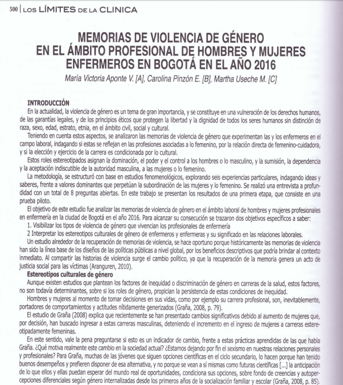 500 | LOS LÍMITES DE LA CLINICA
MEMORIAS DE VIOLENCIA DE GÉNERO
EN EL ÁMBITO PROFESIONAL DE HOMBRES Y MUJERES
ENFERMEROS EN BOGOTÁ EN EL AÑO 2016
María Victoria Aponte V. [A], Carolina Pinzón E. [B], Martha Useche M. [C]
INTRODUCCIÓN
En la actualidad, la violencia de género es un tema de gran importancia, y se constituye en una vulneración de los derechos humanos,
de las garantías legales, y de los principios éticos que protegen la libertad y la dignidad de todos los seres humanos sin distinción de
raza, sexo, edad, estrato, etnia, en el ámbito civil, social y cultural.
Teniendo en cuenta estos aspectos, se analizaron las memorias de violencia de género que experimentan las y los enfermeros en el
campo laboral, indagando si estas se reflejan en las profesiones asociadas a lo femenino, por la relación directa de femenino-cuidadora,
y si la elección y ejercicio de la carrera es condicionada por lo cultural.
Estos roles estereotipados asignan la dominación, el poder y el control a los hombres o lo masculino, y la sumisión, la dependencia
y la aceptación indiscutible de la autoridad masculina, a las mujeres o lo femenino.
La metodología, se estructuró con base en estudios fenomenológicos, explorando seis experiencias particulares, indagando ideas y
saberes, frente a valores dominantes que perpetúan la subordinación de las mujeres y lo femenino. Se realizó una entrevista a profun-
didad con un total de 8 preguntas abiertas. En este trabajo se presentan los resultados de una primera etapa, que consiste en una
prueba piloto.
El objetivo de este estudio fue analizar las memorias de violencia de género en el ámbito laboral de hombres y mujeres profesionales
en enfermería en la ciudad de Bogotá en el año 2016. Para alcanzar su consecución se trazaron dos objetivos específicos a saber:
1. Visibilizar los tipos de violencia de género que vivencian los profesionales de enfermería
2 Interpretar los estereotipos culturales de género de enfermeros y enfermeras y su significado en las relaciones laborales.
Un estudio alrededor de la recuperación de memorias de violencia, se hace oportuno porque históricamente las memorias de violencia
han sido la línea base de los diseños de las políticas públicas a nivel global, por los beneficios descriptivos que podría brindar al contexto
inmediato. Al compartir las historias de violencia surge el cambio político, ya que la recuperación de la memoria genera un acto de
justicia social para las víctimas (Aranguren, 2010).
Estereotipos culturales de género
Aunque existen estudios que plantean los factores de inequidad o discriminación de género en carreras de la salud, estos factores,
no son todavía determinantes, sobre si los roles de género, propician la persistencia de estas condiciones de inequidad.
Hombres y mujeres al momento de tomar decisiones en sus vidas, como por ejemplo su carrera profesional, son, inevitablemente,
portadores de comportamientos y actitudes nítidamente generizados (Graña, 2008, p. 79).
El estudio de Graña (2008) explica que recientemente se han presentado cambios significativos debido al aumento de mujeres que,
por decisión, han buscado ingresar a estas carreras masculinas, deteniendo el incremento en el ingreso de mujeres a carreras estere-
otipadamente femeninas.
En este sentido, vale la pena preguntarse si esto es un indicador de cambio, frente a estas prácticas aprendidas de las que habla
Graña. ¿Qué motiva realmente este cambio en la sociedad actual? ¿Estamos dejando por fin el sexismo en nuestras relaciones personales
y profesionales? Para Graña, muchas de las jóvenes que siguen opciones científicas en el ciclo secundario, lo hacen porque han tenido
buenos desempeños y prefieren disponer de esa alternativa, y no porque se vean a sí mismas como futuras científicas [...] la anticipación
de lo que ellos y ellas puedan esperar del mundo real de oportunidades, condiciona sus opciones, sobre fondo de creencias y autoper-
cepciones diferenciales según género internalizadas desde los primeros años de la socialización familiar y escolar (Graña, 2008, p. 85).